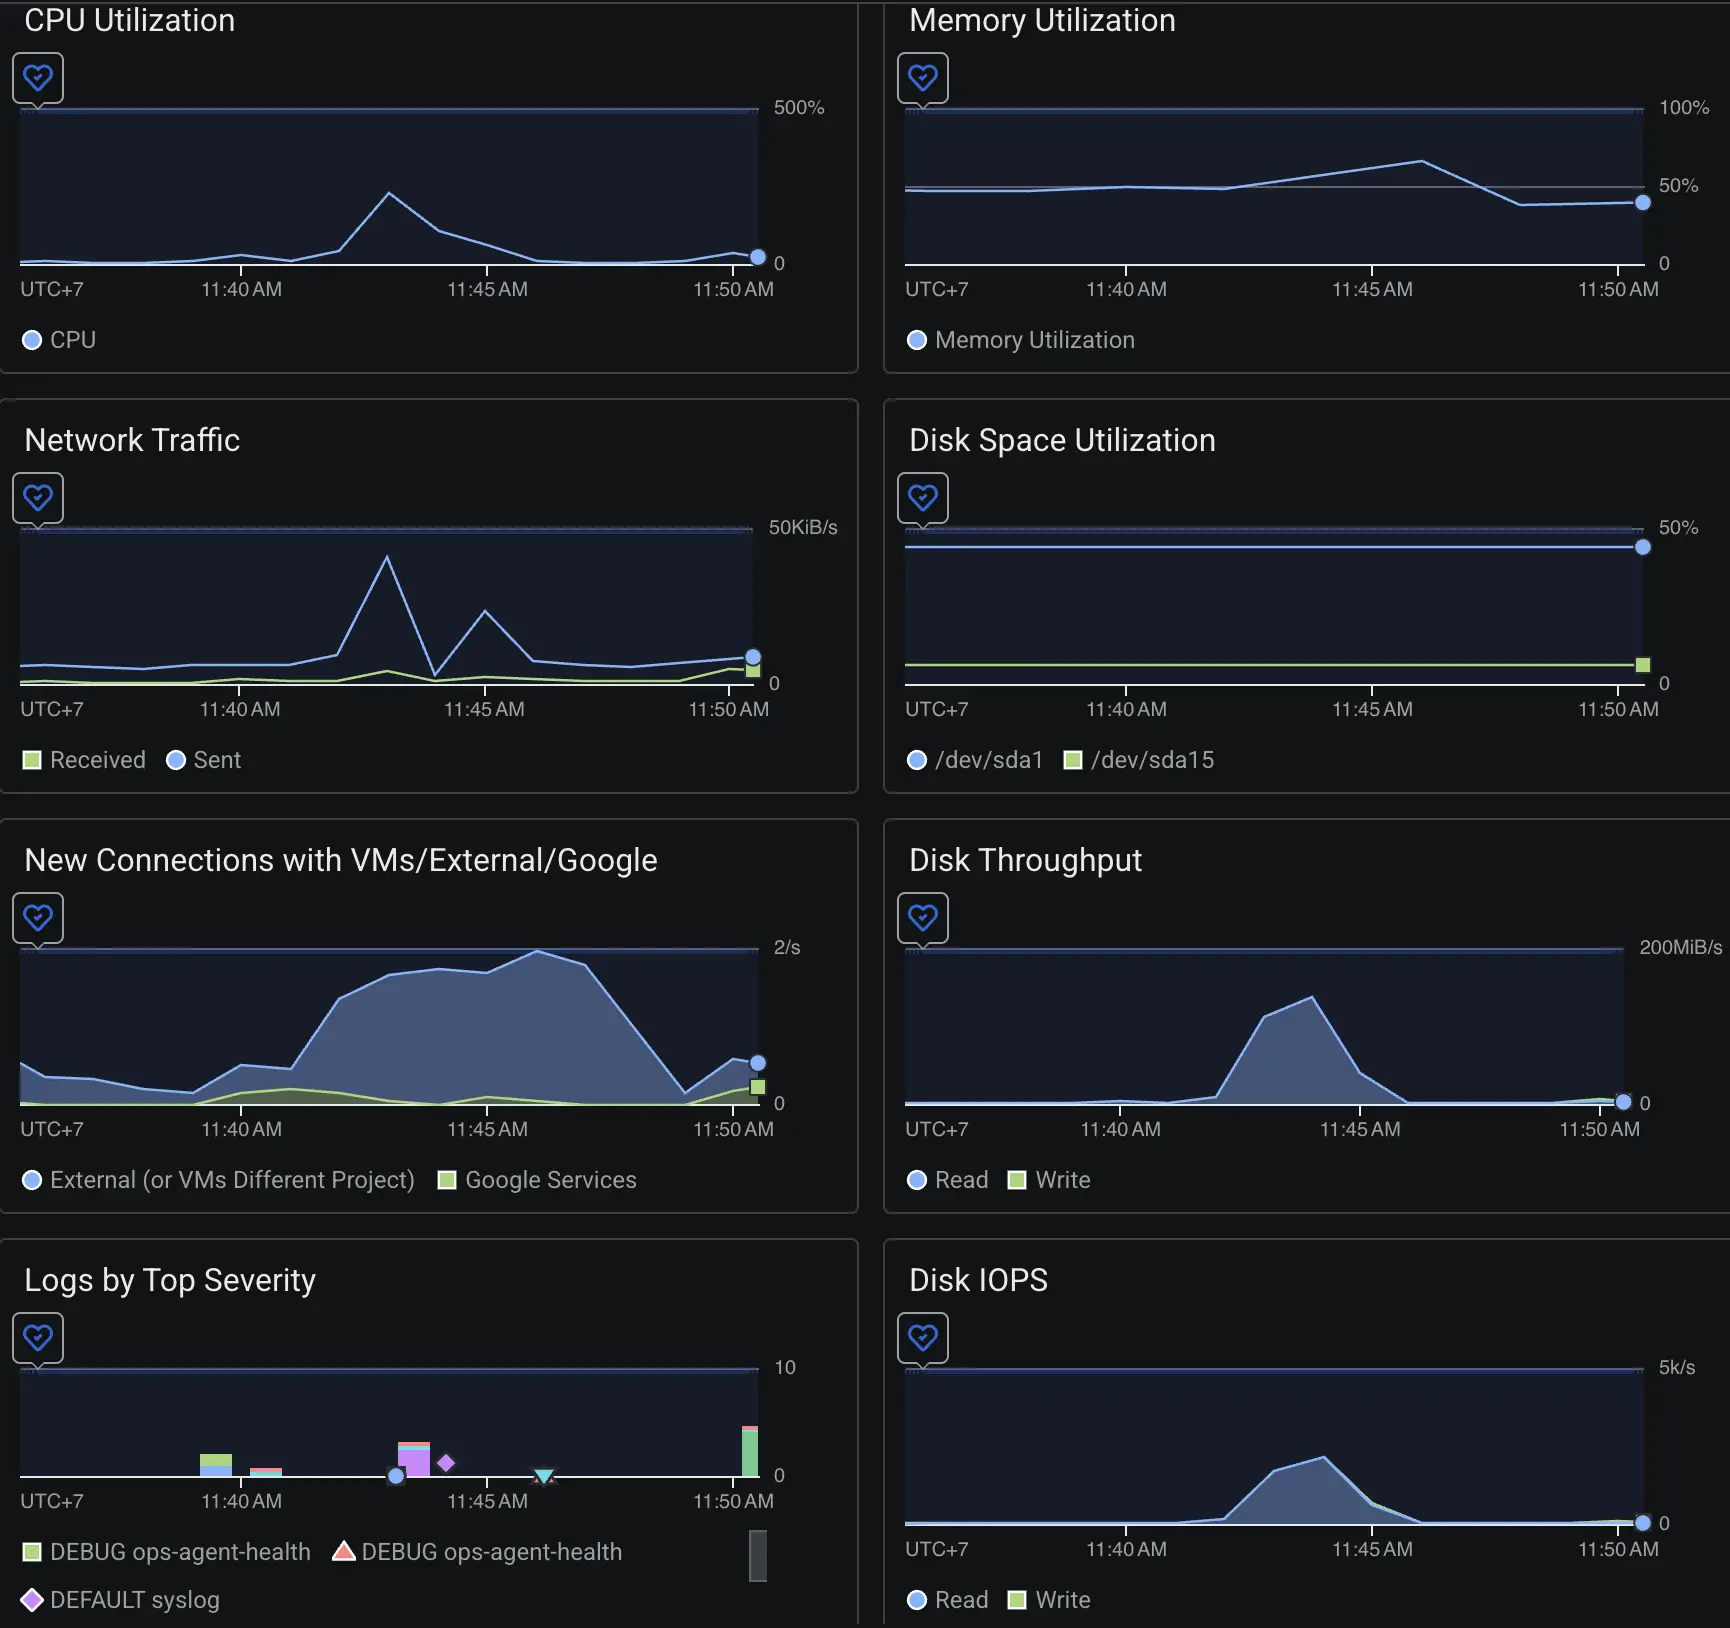 CPU Utilization
500%
0
UTC+7
11:40 AM
11:45 AM
11:50 AM
CPU
Memory Utilization
100%
50%
0
UTC+7
11:40 AM
11:45 AM
11:50 AM
Memory Utilization
Network Traffic
50KiB/s
0
UTC+7
11:40 AM
11:45 AM
11:50 AM
Received Sent
Disk Space Utilization
50%
0
UTC+7
11:40 AM
11:45 AM
11:50 AM
/dev/sda1 /dev/sda15
New Connections with VMs/External/Google
2/s
0
UTC+7
11:40 AM
11:45 AM
11:50 AM
External (or VMs Different Project) Google Services
Disk Throughput
200MiB/s
0
UTC+7
11:40 AM
11:45 AM
11:50 AM
Read Write
Logs by Top Severity
10
0
UTC+7
11:40 AM
11:45 AM
11:50 AM
DEBUG ops-agent-health DEBUG ops-agent-health
DEFAULT syslog
Disk IOPS
5k/s
0
UTC+7
11:40 AM
11:45 AM
11:50 AM
Read Write